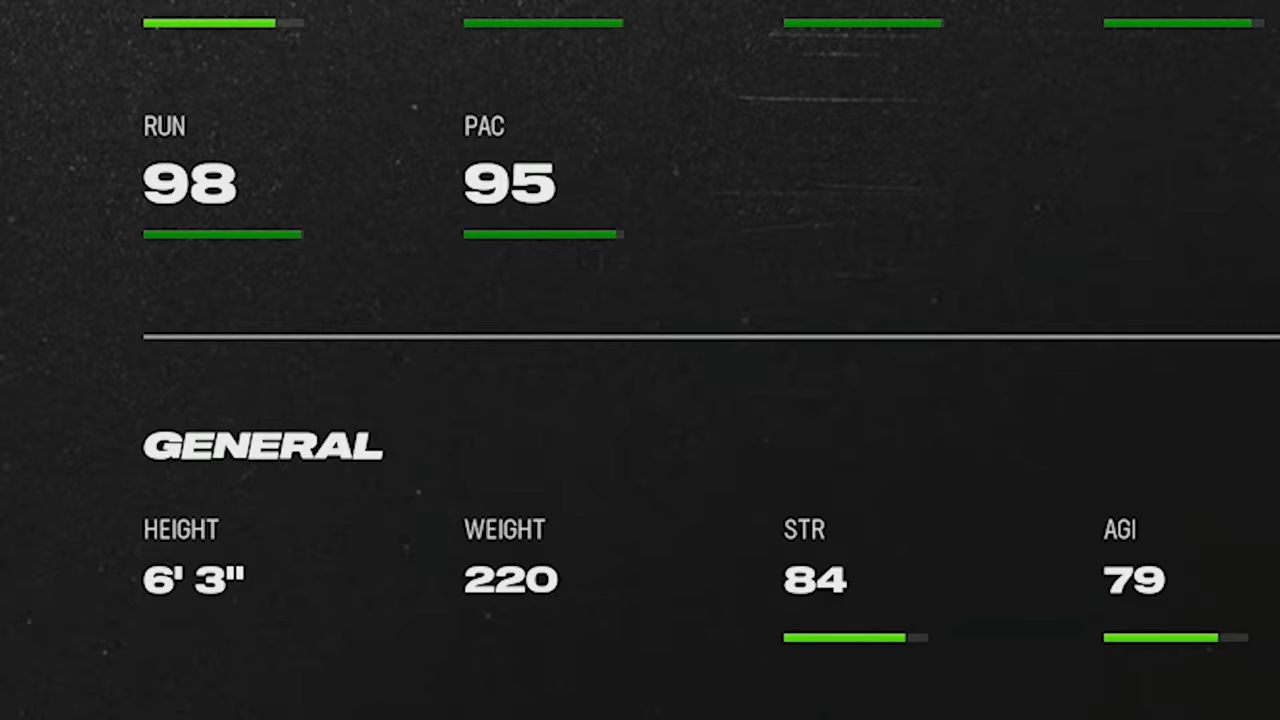 RUN PAC
98 95
GENERAL
HEIGHT WEIGHT STR AGI
6' 3" 220 84 79